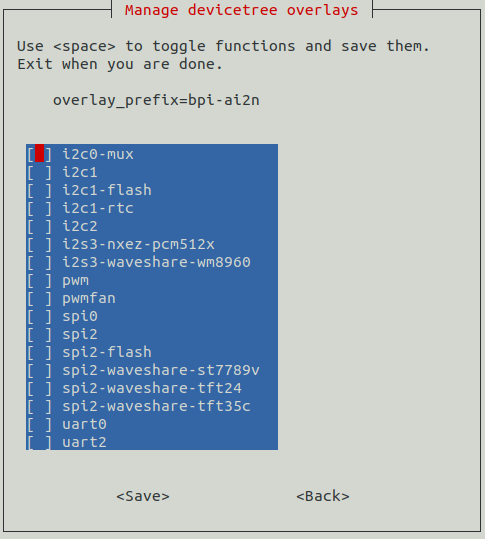 Manage devicetree overlays
Use <space> to toggle functions and save them.
Exit when you are done.
overlay_prefix=bpi-ai2n
[ ] i2c0-mux
[ ] i2c1
[ ] i2c1-flash
[ ] i2c1-rtc
[ ] i2c2
[ ] i2s3-nxez-pcm512x
[ ] i2s3-waveshare-wm8960
[ ] pwm
[ ] pwmfan
[ ] spi0
[ ] spi2
[ ] spi2-flash
[ ] spi2-waveshare-st7789v
[ ] spi2-waveshare-tft24
[ ] spi2-waveshare-tft35c
[ ] uart0
[ ] uart2
<Save> <Back>